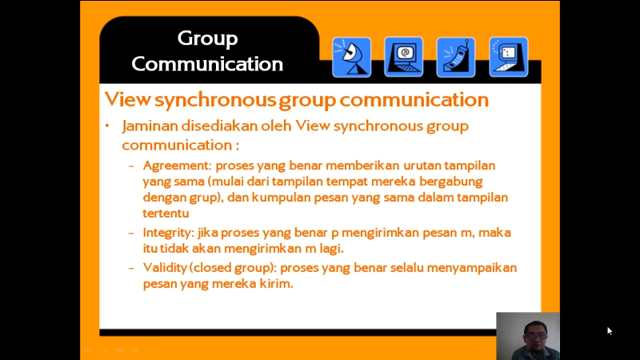 Group
Communication
View synchronous group communication
• Jaminan disediakan oleh View synchronous group
communication :
– Agreement: proses yang benar memberikan urutan tampilan
yang sama (mulai dari tampilan tempat mereka bergabung
dengan grup), dan kumpulan pesan yang sama dalam tampilan
tertentu
– Integrity: jika proses yang benar p mengirimkan pesan m, maka
itu tidak akan mengirimkan m lagi.
– Validity (closed group): proses yang benar selalu menyampaikan
pesan yang mereka kirim.